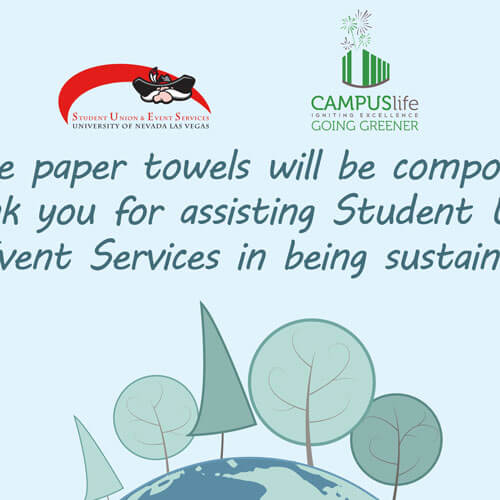 STUDENT UNION & EVENT SERVICES
UNIVERSITY OF NEVADA LAS VEGAS
CAMPUSlife
IGNITING EXCELLENCE
GOING GREENER
paper towels will be
you for assisting Student
Services in being